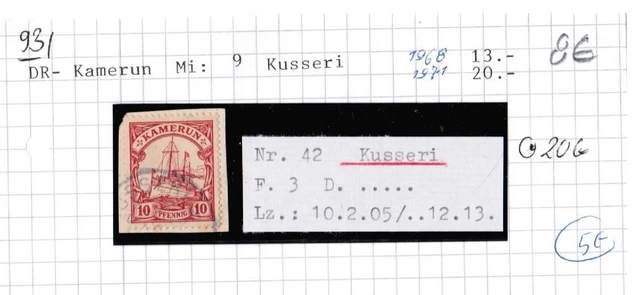 93/
1968 13.- 8€
DR- Kamerun Mi: 9 Kusseri
1971 20.-
KAMERUN
10 PFENNIG 10
Nr. 42 Kusseri
F. 3 D. .....
Lz.: 10.2.05/..12.13.
20€
5€